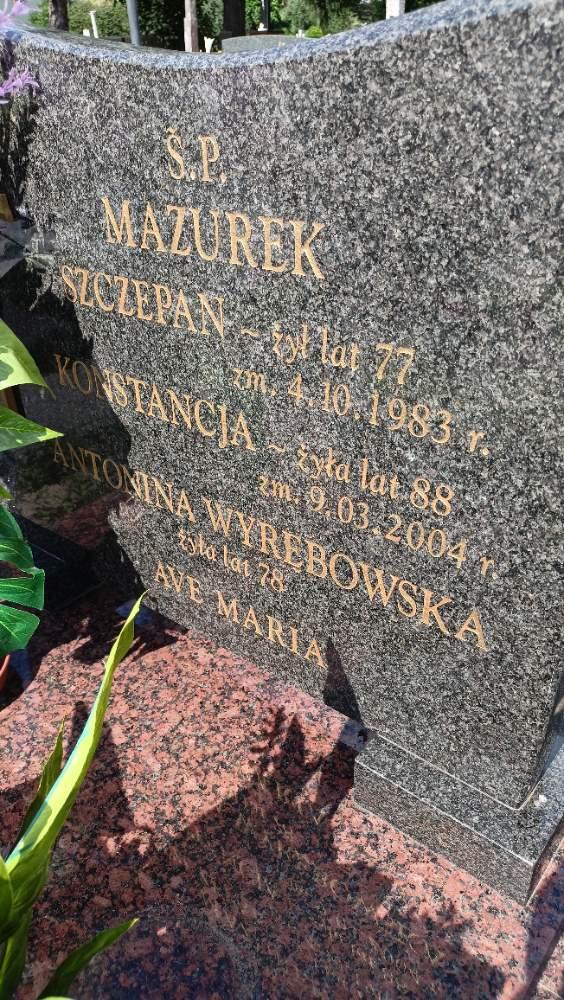 Ś.P.
MAZUREK
SZCZEPAN ~ żył lat 77
zm. 4.10.1983 r.
KONSTANCJA ~ żyła lat 88
zm. 9.03.2004 r.
ANTONINA WYRĘBOWSKA
żyła lat 78
AVE MARIA